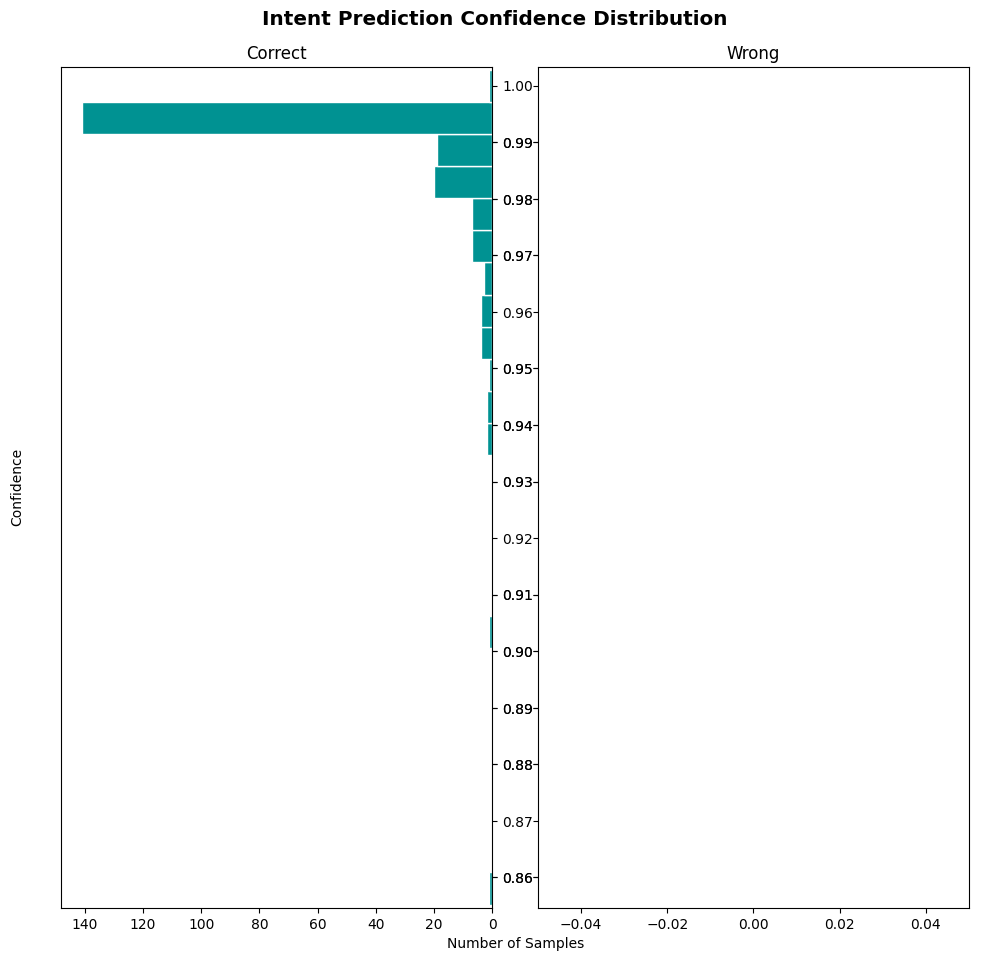 Intent Prediction Confidence Distribution
Correct
Wrong
Confidence
1.00
0.99
0.98
0.97
0.96
0.95
0.94
0.93
0.92
0.91
0.90
0.89
0.88
0.87
0.86
140 120 100 80 60 40 20 0
−0.04 −0.02 0.00 0.02 0.04
Number of Samples